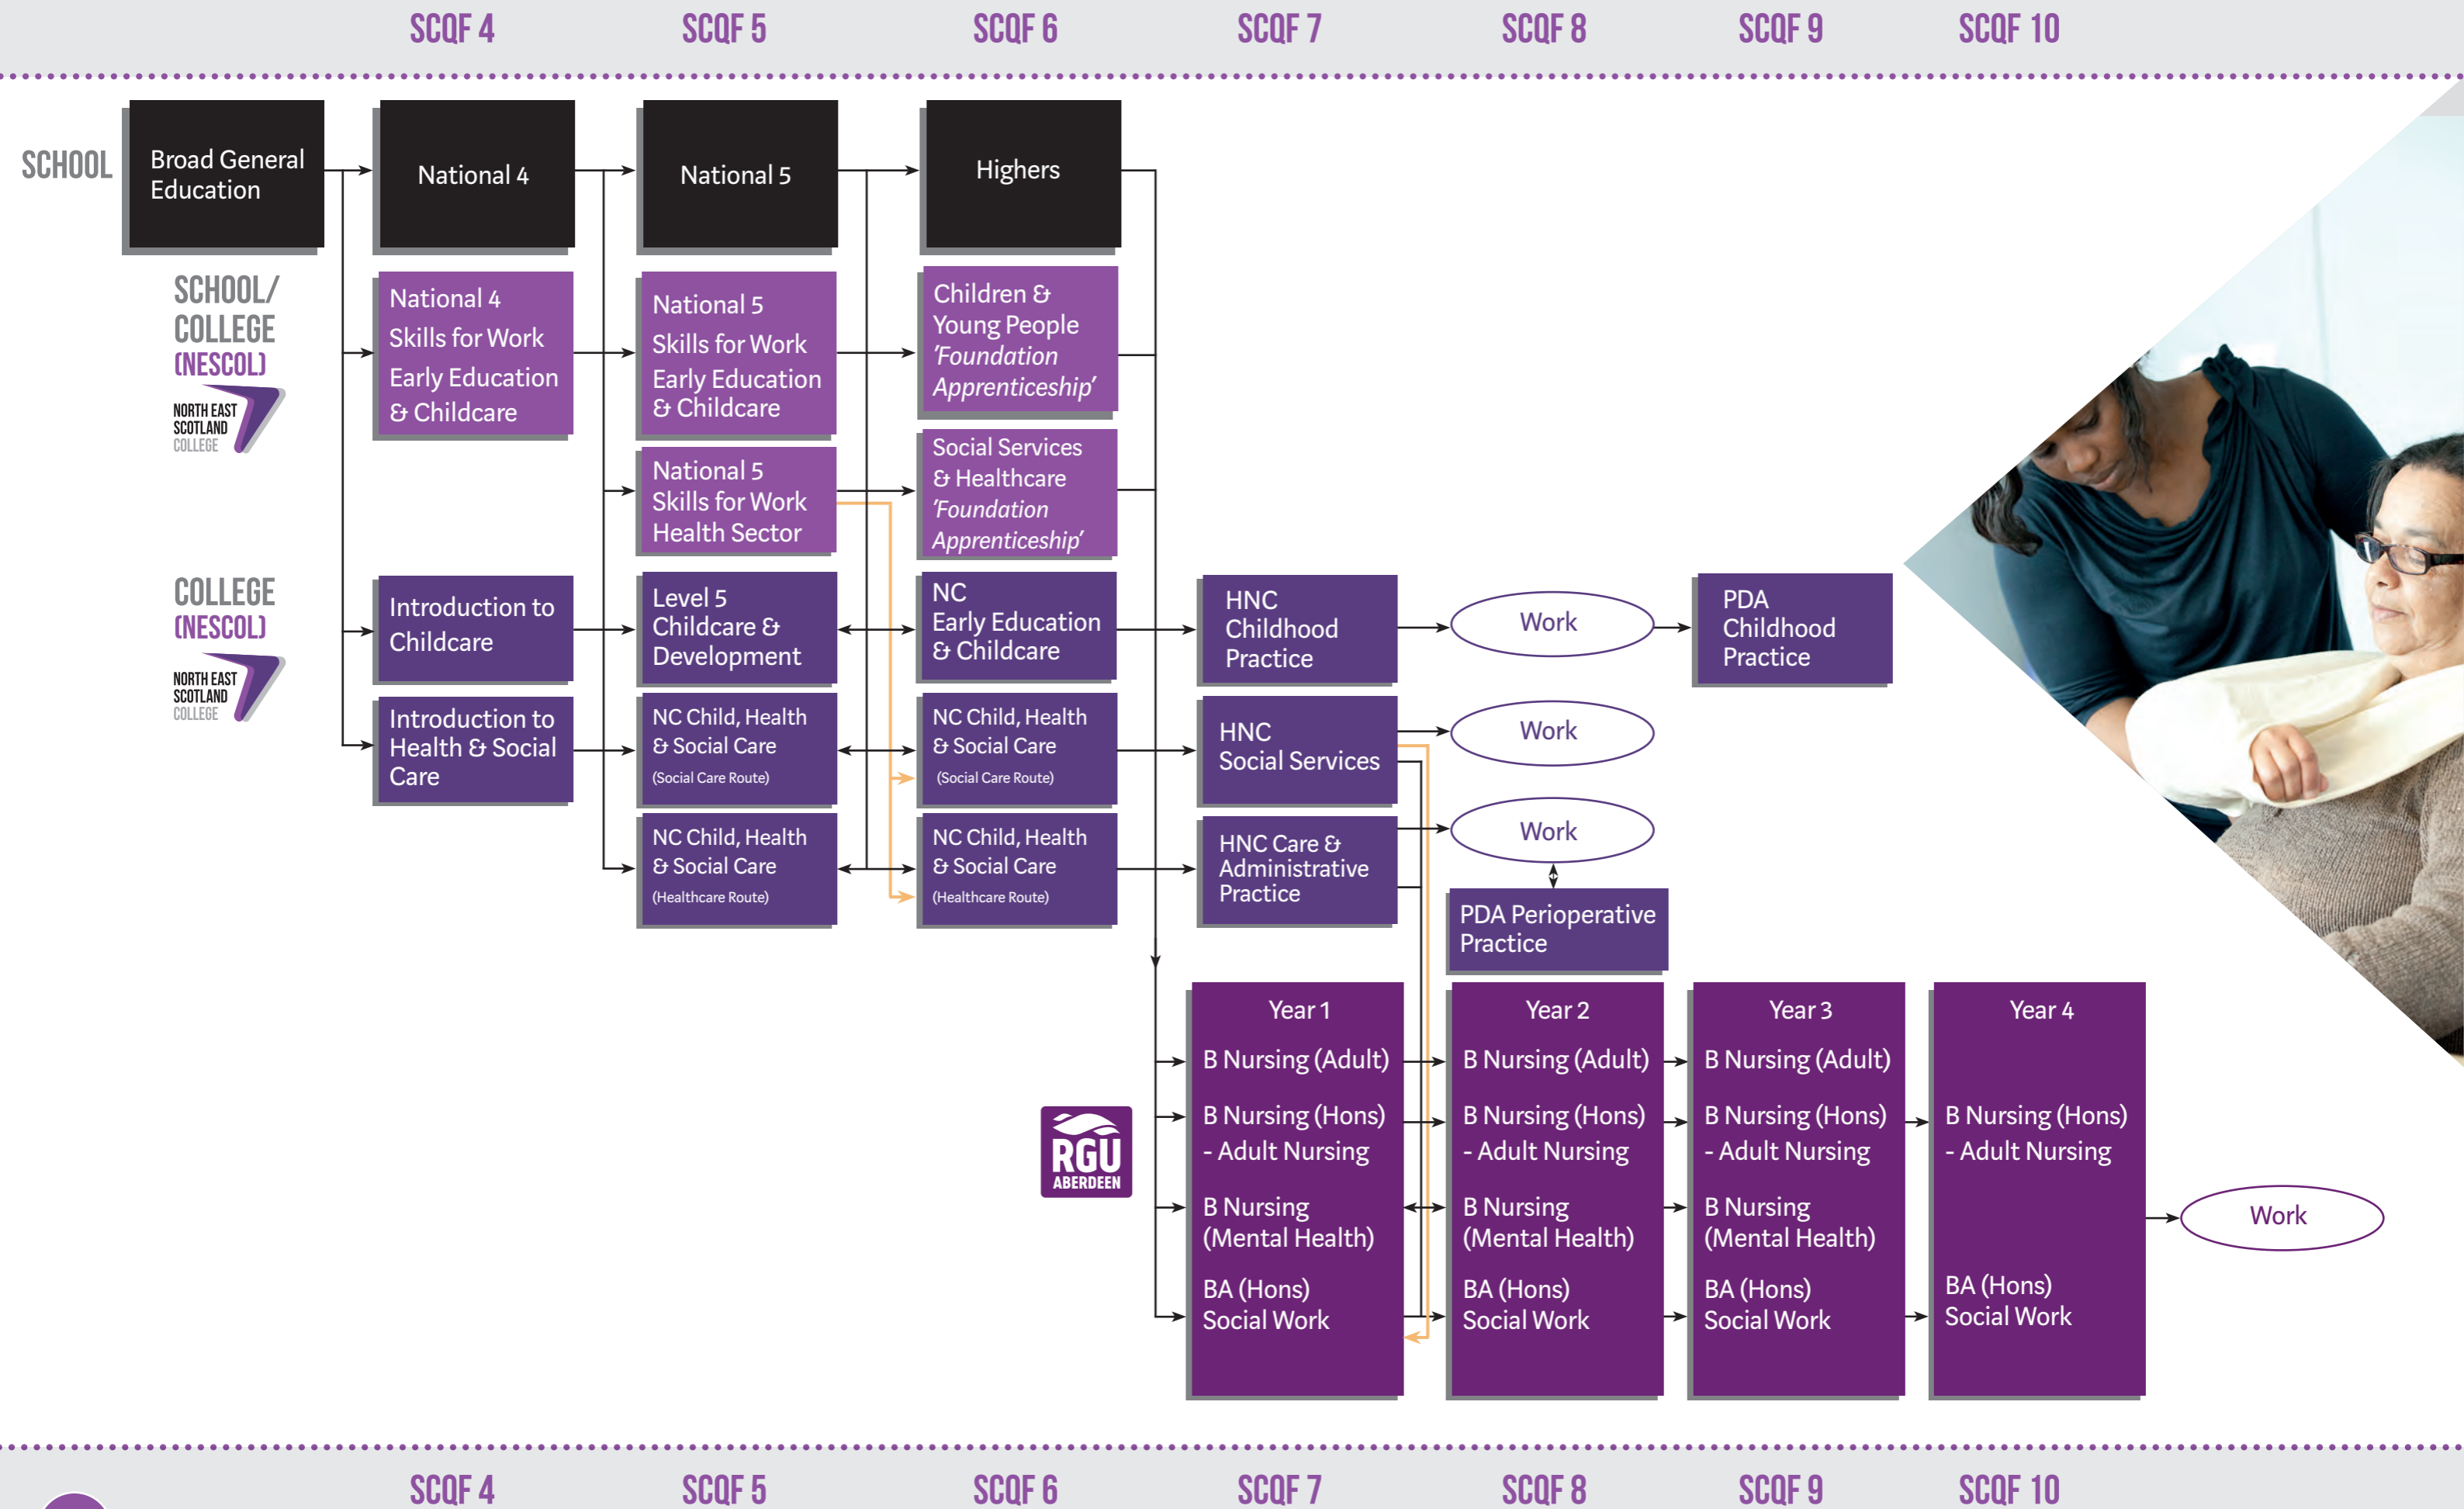 SCQF 4
SCQF 5
SCQF 6
SCQF 7
SCQF 8
SCQF 9
SCQF 10
SCHOOL
Broad General
Education
National 4
National 5
Highers
SCHOOL/
COLLEGE
(NESCOL)
NORTH EAST
SCOTLAND
COLLEGE
National 4
Skills for Work
Early Education
& Childcare
National 5
Skills for Work
Early Education
& Childcare
Children &
Young People
'Foundation
Apprenticeship'
National 5
Skills for Work
Health Sector
Social Services
& Healthcare
'Foundation
Apprenticeship'
COLLEGE
(NESCOL)
NORTH EAST
SCOTLAND
COLLEGE
Introduction to
Childcare
Level 5
Childcare &
Development
NC
Early Education
& Childcare
HNC
Childhood
Practice
Work
PDA
Childhood
Practice
Introduction to
Health & Social
Care
NC Child, Health
& Social Care
(Social Care Route)
NC Child, Health
& Social Care
(Social Care Route)
HNC
Social Services
Work
NC Child, Health
& Social Care
(Healthcare Route)
NC Child, Health
& Social Care
(Healthcare Route)
HNC Care &
Administrative
Practice
Work
PDA Perioperative
Practice
RGU
ABERDEEN
Year 1
B Nursing (Adult)
B Nursing (Hons)
- Adult Nursing
B Nursing
(Mental Health)
BA (Hons)
Social Work
Year 2
B Nursing (Adult)
B Nursing (Hons)
- Adult Nursing
B Nursing
(Mental Health)
BA (Hons)
Social Work
Year 3
B Nursing (Adult)
B Nursing (Hons)
- Adult Nursing
B Nursing
(Mental Health)
BA (Hons)
Social Work
Year 4
B Nursing (Hons)
- Adult Nursing
BA (Hons)
Social Work
Work
SCQF 4
SCQF 5
SCQF 6
SCQF 7
SCQF 8
SCQF 9
SCQF 10